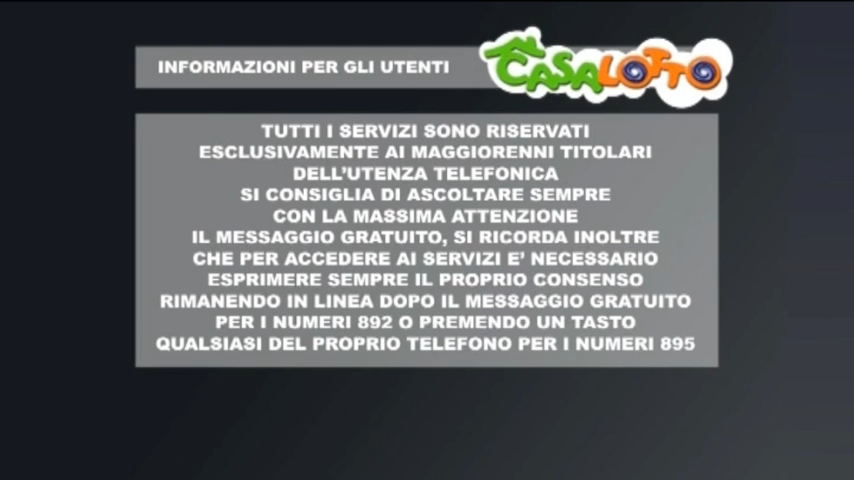 INFORMAZIONI PER GLI UTENTI
CASALOTTO
TUTTI I SERVIZI SONO RISERVATI
ESCLUSIVAMENTE AI MAGGIORENNI TITOLARI
DELL'UTENZA TELEFONICA
SI CONSIGLIA DI ASCOLTARE SEMPRE
CON LA MASSIMA ATTENZIONE
IL MESSAGGIO GRATUITO, SI RICORDA INOLTRE
CHE PER ACCEDERE AI SERVIZI E' NECESSARIO
ESPRIMERE SEMPRE IL PROPRIO CONSENSO
RIMANENDO IN LINEA DOPO IL MESSAGGIO GRATUITO
PER I NUMERI 892 O PREMENDO UN TASTO
QUALSIASI DEL PROPRIO TELEFONO PER I NUMERI 895